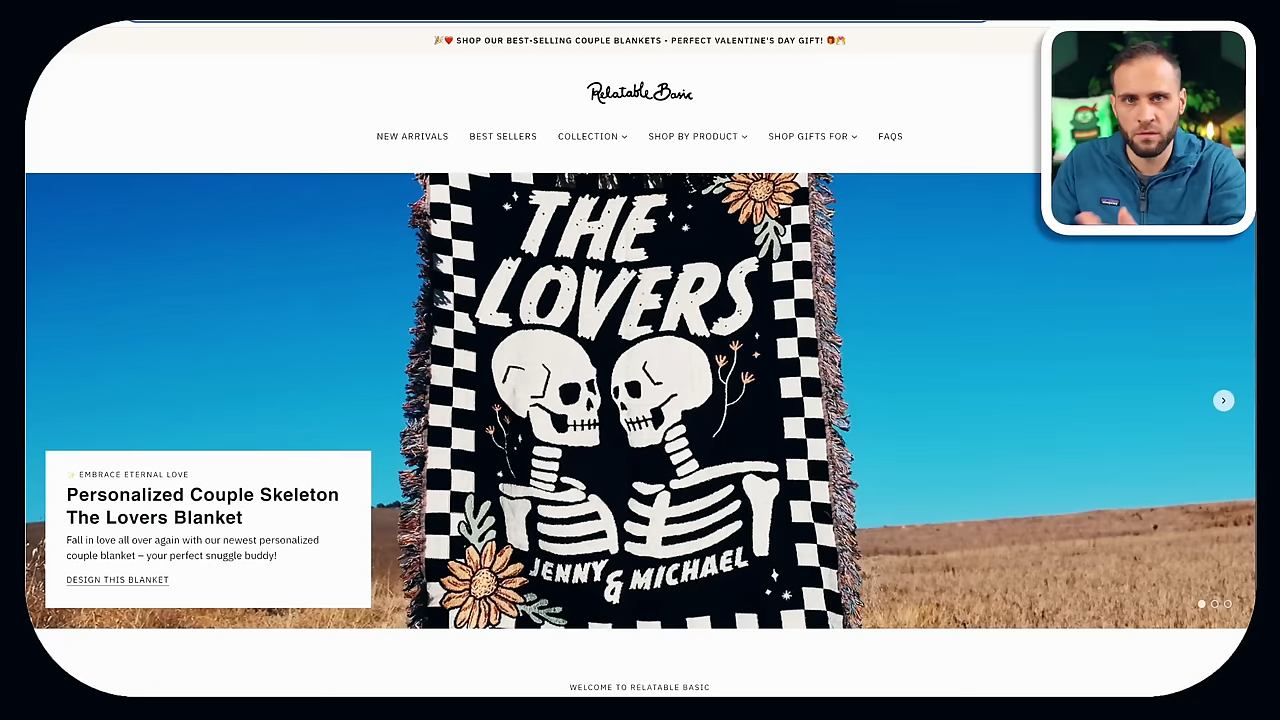 🎉❤️ SHOP OUR BEST-SELLING COUPLE BLANKETS - PERFECT VALENTINE'S DAY GIFT! 🎁💏
Relatable Basic
NEW ARRIVALS BEST SELLERS COLLECTION SHOP BY PRODUCT SHOP GIFTS FOR FAQS
THE
LOVERS
JENNY & MICHAEL
EMBRACE ETERNAL LOVE
Personalized Couple Skeleton
The Lovers Blanket
Fall in love all over again with our newest personalized
couple blanket – your perfect snuggle buddy!
DESIGN THIS BLANKET
WELCOME TO RELATABLE BASIC